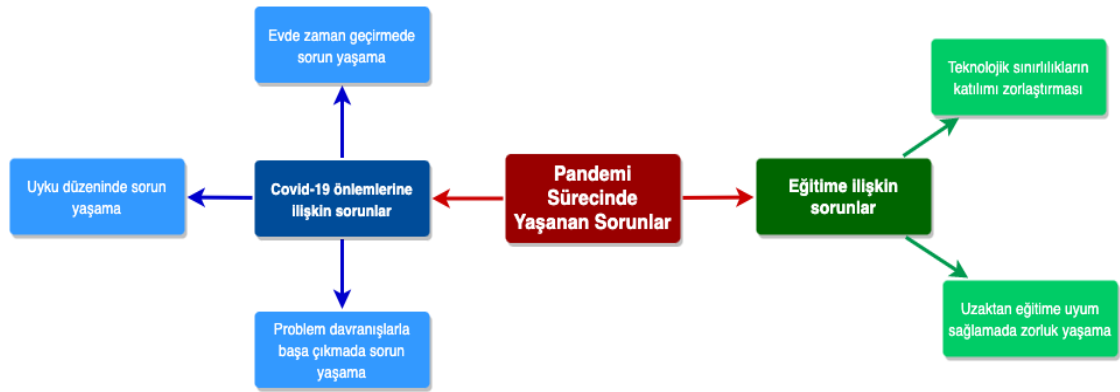 Evde zaman geçirmede
sorun yaşama
Teknolojik sınırlılıkların
katılımı zorlaştırması
Uyku düzeninde sorun
yaşama
Covid-19 önlemlerine
ilişkin sorunlar
Pandemi
Sürecinde
Yaşanan Sorunlar
Eğitime ilişkin
sorunlar
Problem davranışlarla
başa çıkmada sorun
yaşama
Uzaktan eğitime uyum
sağlamada zorluk yaşama